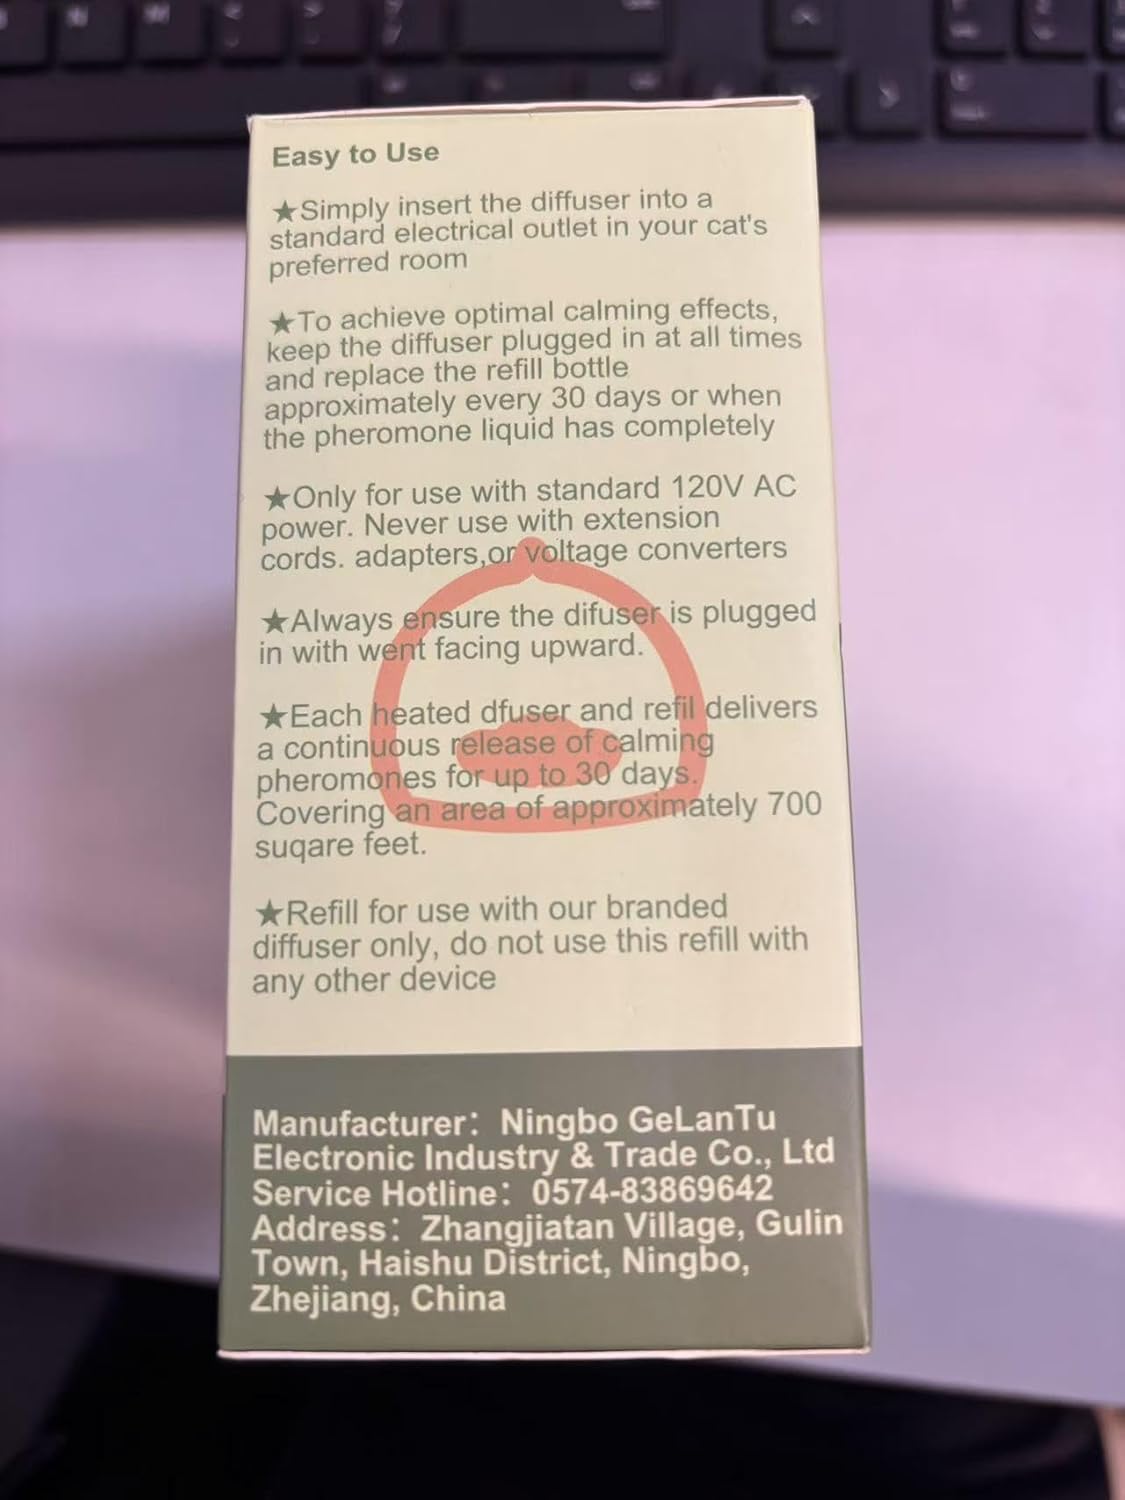 Easy to Use
★Simply insert the diffuser into a
standard electrical outlet in your cat's
preferred room
★To achieve optimal calming effects,
keep the diffuser plugged in at all times
and replace the refill bottle
approximately every 30 days or when
the pheromone liquid has completely
★Only for use with standard 120V AC
power. Never use with extension
cords. adapters,or voltage converters
★Always ensure the difuser is plugged
in with went facing upward.
★Each heated dfuser and refil delivers
a continuous release of calming
pheromones for up to 30 days.
Covering an area of approximately 700
suqare feet.
★Refill for use with our branded
diffuser only, do not use this refill with
any other device
Manufacturer: Ningbo GeLanTu
Electronic Industry & Trade Co., Ltd
Service Hotline: 0574-83869642
Address: Zhangjiatan Village, Gulin
Town, Haishu District, Ningbo,
Zhejiang, China